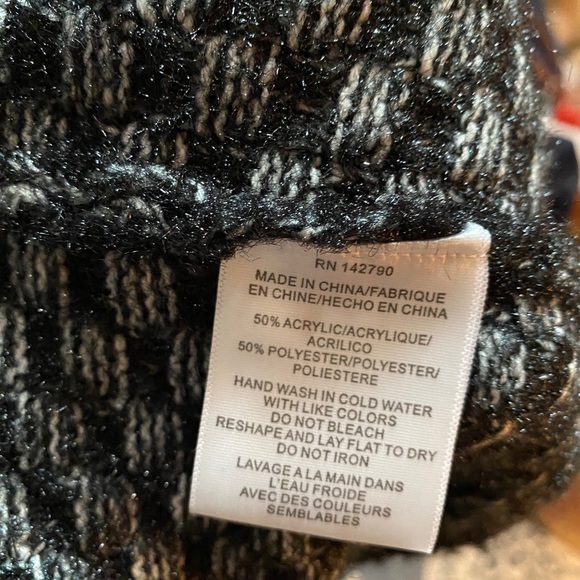 RN 142790
MADE IN CHINA/FABRIQUE
EN CHINE/HECHO EN CHINA
50% ACRYLIC/ACRYLIQUE/
ACRILICO
50% POLYESTER/POLYESTER/
POLIESTERE
HAND WASH IN COLD WATER
WITH LIKE COLORS
DO NOT BLEACH
RESHAPE AND LAY FLAT TO DRY
DO NOT IRON
LAVAGE A LA MAIN DANS
L'EAU FROIDE
AVEC DES COULEURS
SEMBLABLES